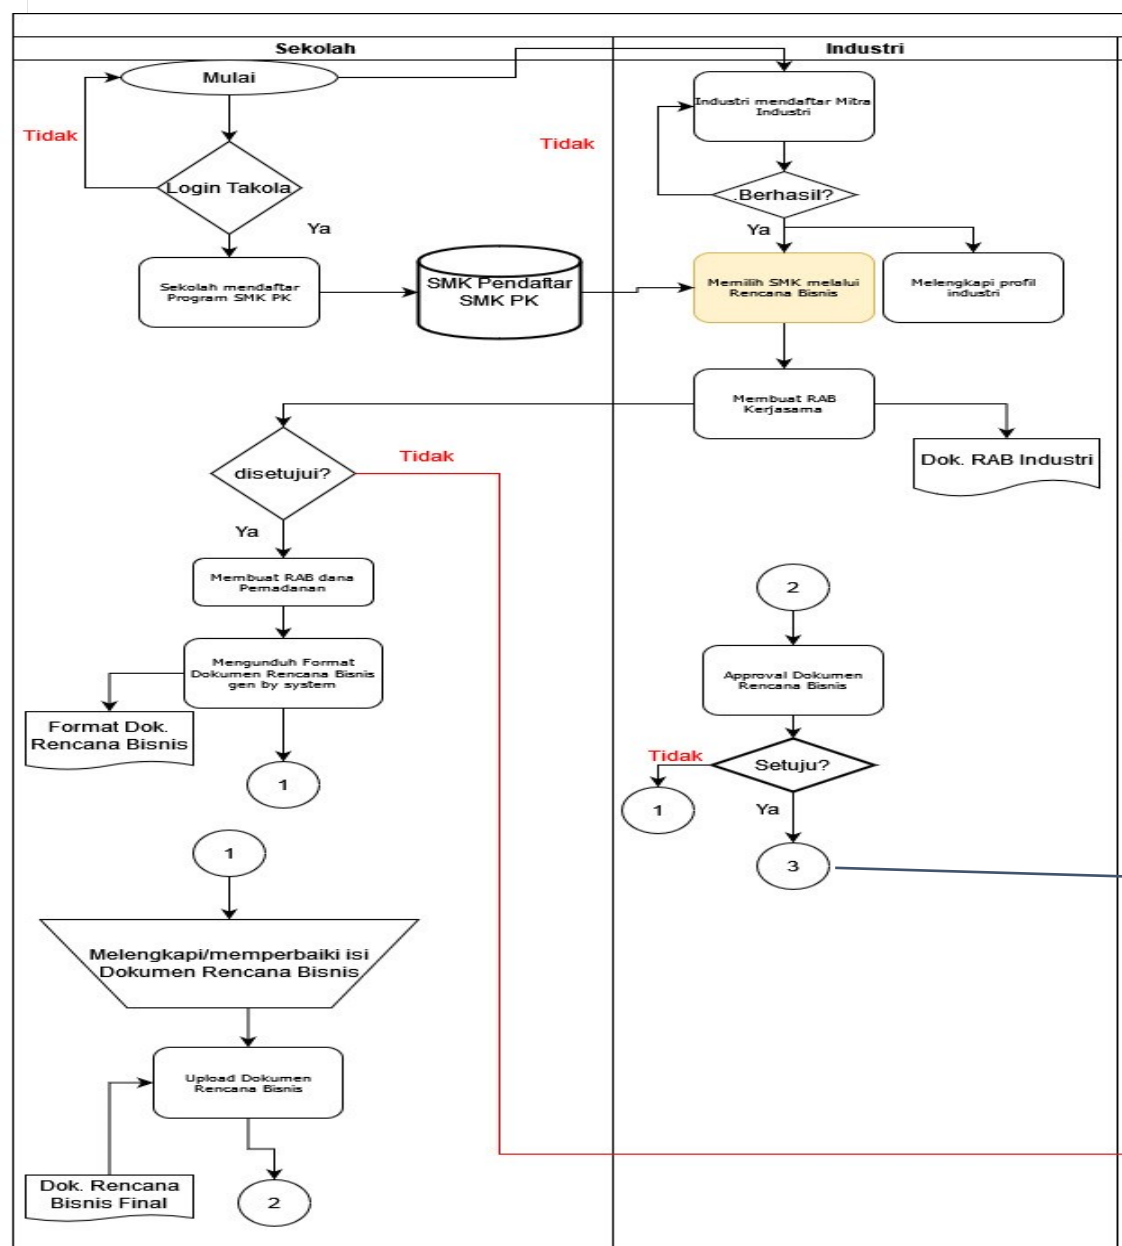 Sekolah
Industri
Mulai
Industri mendaftar Mitra
Industri
Tidak
Tidak
Login Takola
.Berhasil?
Ya
Ya
Sekolah mendaftar
Program SMK PK
SMK Pendaftar
SMK PK
Memilih SMK melalui
Rencana Bisnis
Melengkapi profil
industri
Membuat RAB
Kerjasama
Dok. RAB Industri
disetujui?
Tidak
Ya
Membuat RAB dana
Pemadanan
Mengunduh Format
Dokumen Rencana Bisnis
gen by system
Format Dok.
Rencana Bisnis
1
2
Approval Dokumen
Rencana Bisnis
Tidak
Setuju?
1
Ya
3
1
Melengkapi/memperbaiki isi
Dokumen Rencana Bisnis
Upload Dokumen
Rencana Bisnis
Dok. Rencana
Bisnis Final
2